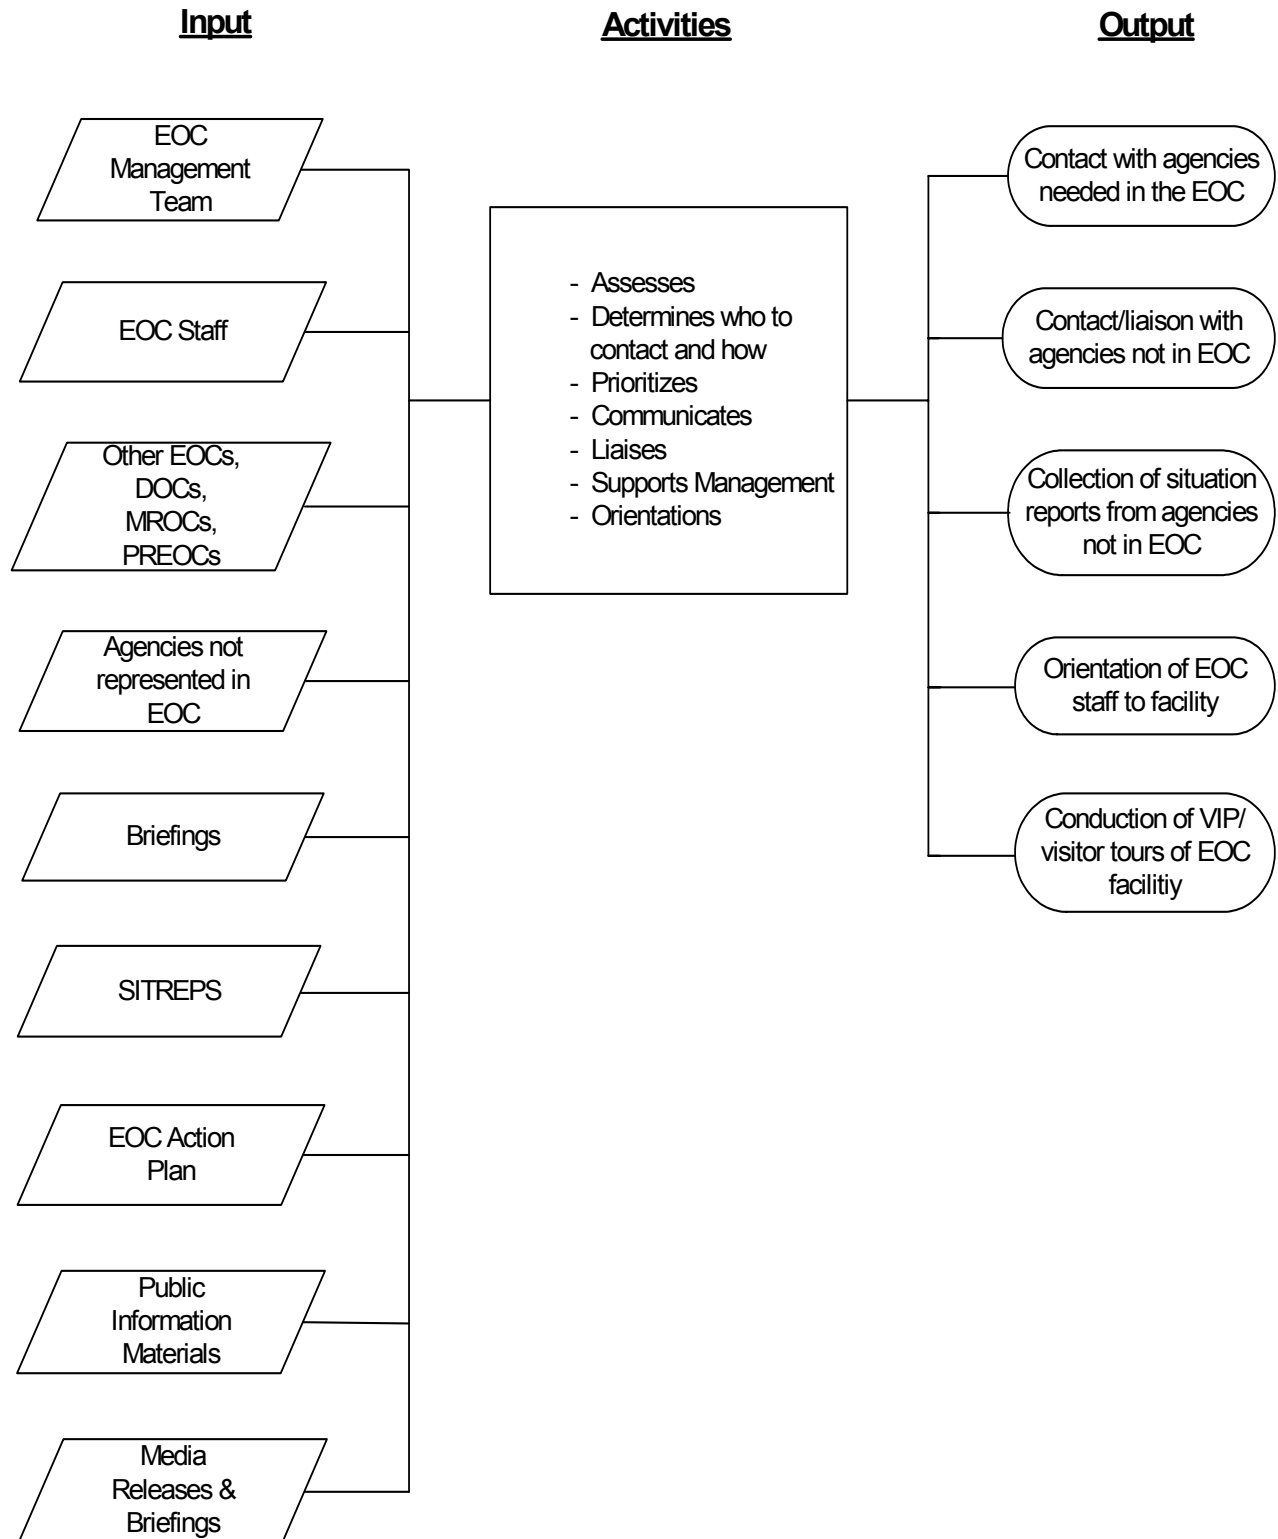 Input
Activities
Output
EOC
Management
Team
EOC Staff
Other EOCs,
DOCs,
MROCs,
PREOCs
Agencies not
represented in
EOC
Briefings
SITREPS
EOC Action
Plan
Public
Information
Materials
Media
Releases &
Briefings
- Assesses
- Determines who to
contact and how
- Prioritizes
- Communicates
- Liaises
- Supports Management
- Orientations
Contact with agencies
needed in the EOC
Contact/liaison with
agencies not in EOC
Collection of situation
reports from agencies
not in EOC
Orientation of EOC
staff to facility
Conduction of VIP/
visitor tours of EOC
facilitiy